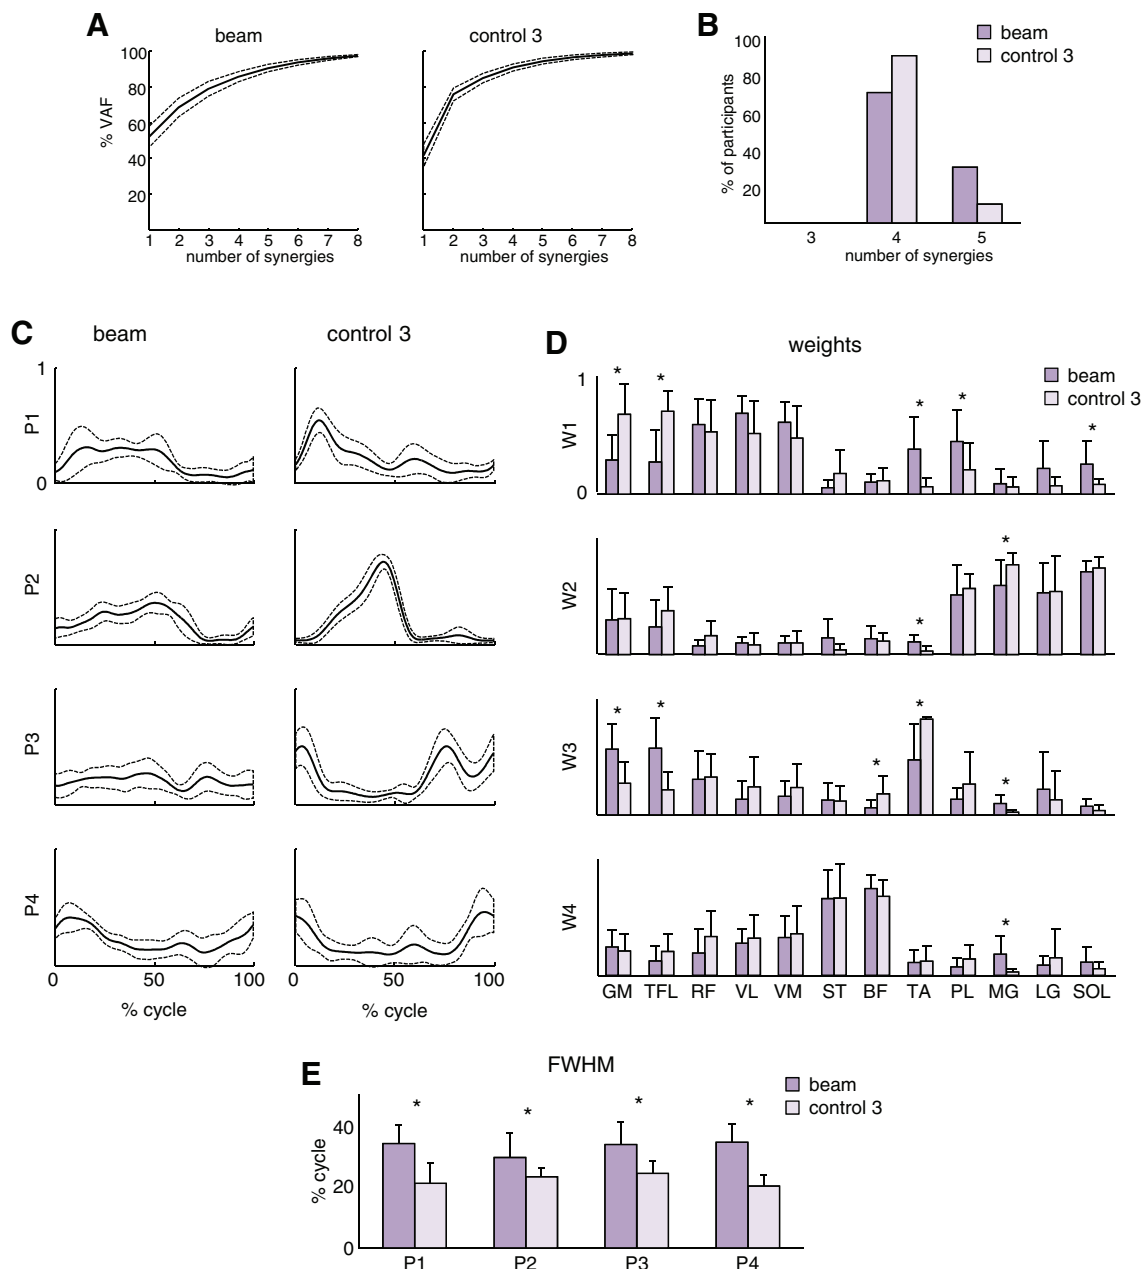 A
beam
control 3
% VAF
100
80
60
40
20
1 2 3 4 5 6 7 8
number of synergies
1 2 3 4 5 6 7 8
number of synergies
B
beam
control 3
% of participants
100
80
60
40
20
3 4 5
number of synergies
C
beam
control 3
1
P1
0
P2
P3
P4
0 50 100
% cycle
0 50 100
% cycle
D
weights
beam
control 3
1
W1
0
* * * * *
W2
* *
W3
* * * * *
W4
*
GM TFL RF VL VM ST BF TA PL MG LG SOL
E
FWHM
beam
control 3
% cycle
40
20
0
* * * *
P1 P2 P3 P4